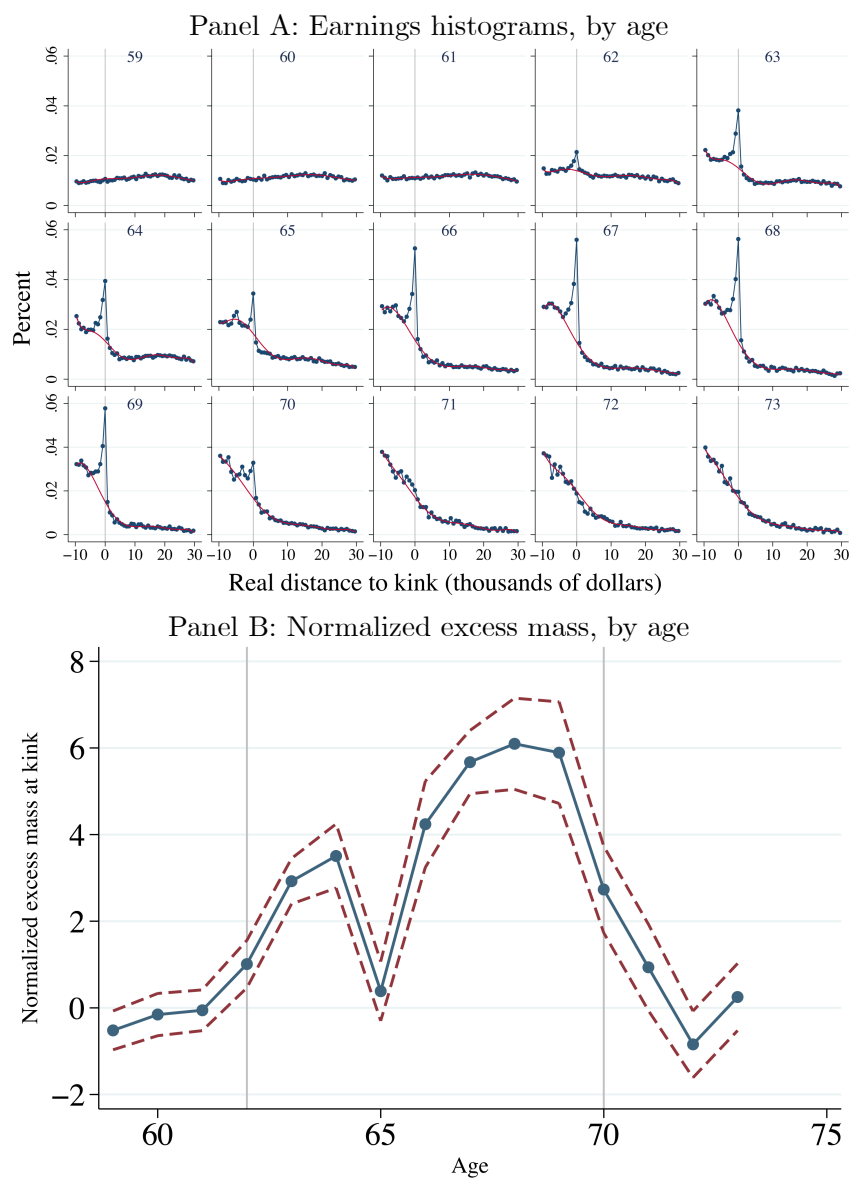 Panel A: Earnings histograms, by age
59 60 61 62 63
.06
.04
.02
0
64 65 66 67 68
.06
.04
.02
0
Percent
69 70 71 72 73
.06
.04
.02
0
−10 0 10 20 30 −10 0 10 20 30 −10 0 10 20 30 −10 0 10 20 30 −10 0 10 20 30
Real distance to kink (thousands of dollars)
Panel B: Normalized excess mass, by age
8
6
4
2
0
−2
Normalized excess mass at kink
60 65 70 75
Age